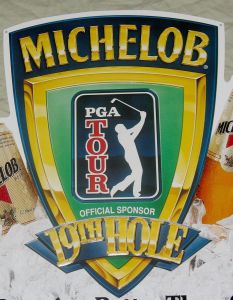 MICHELOB®
PGA
TOUR
OFFICIAL SPONSOR
19TH HOLE